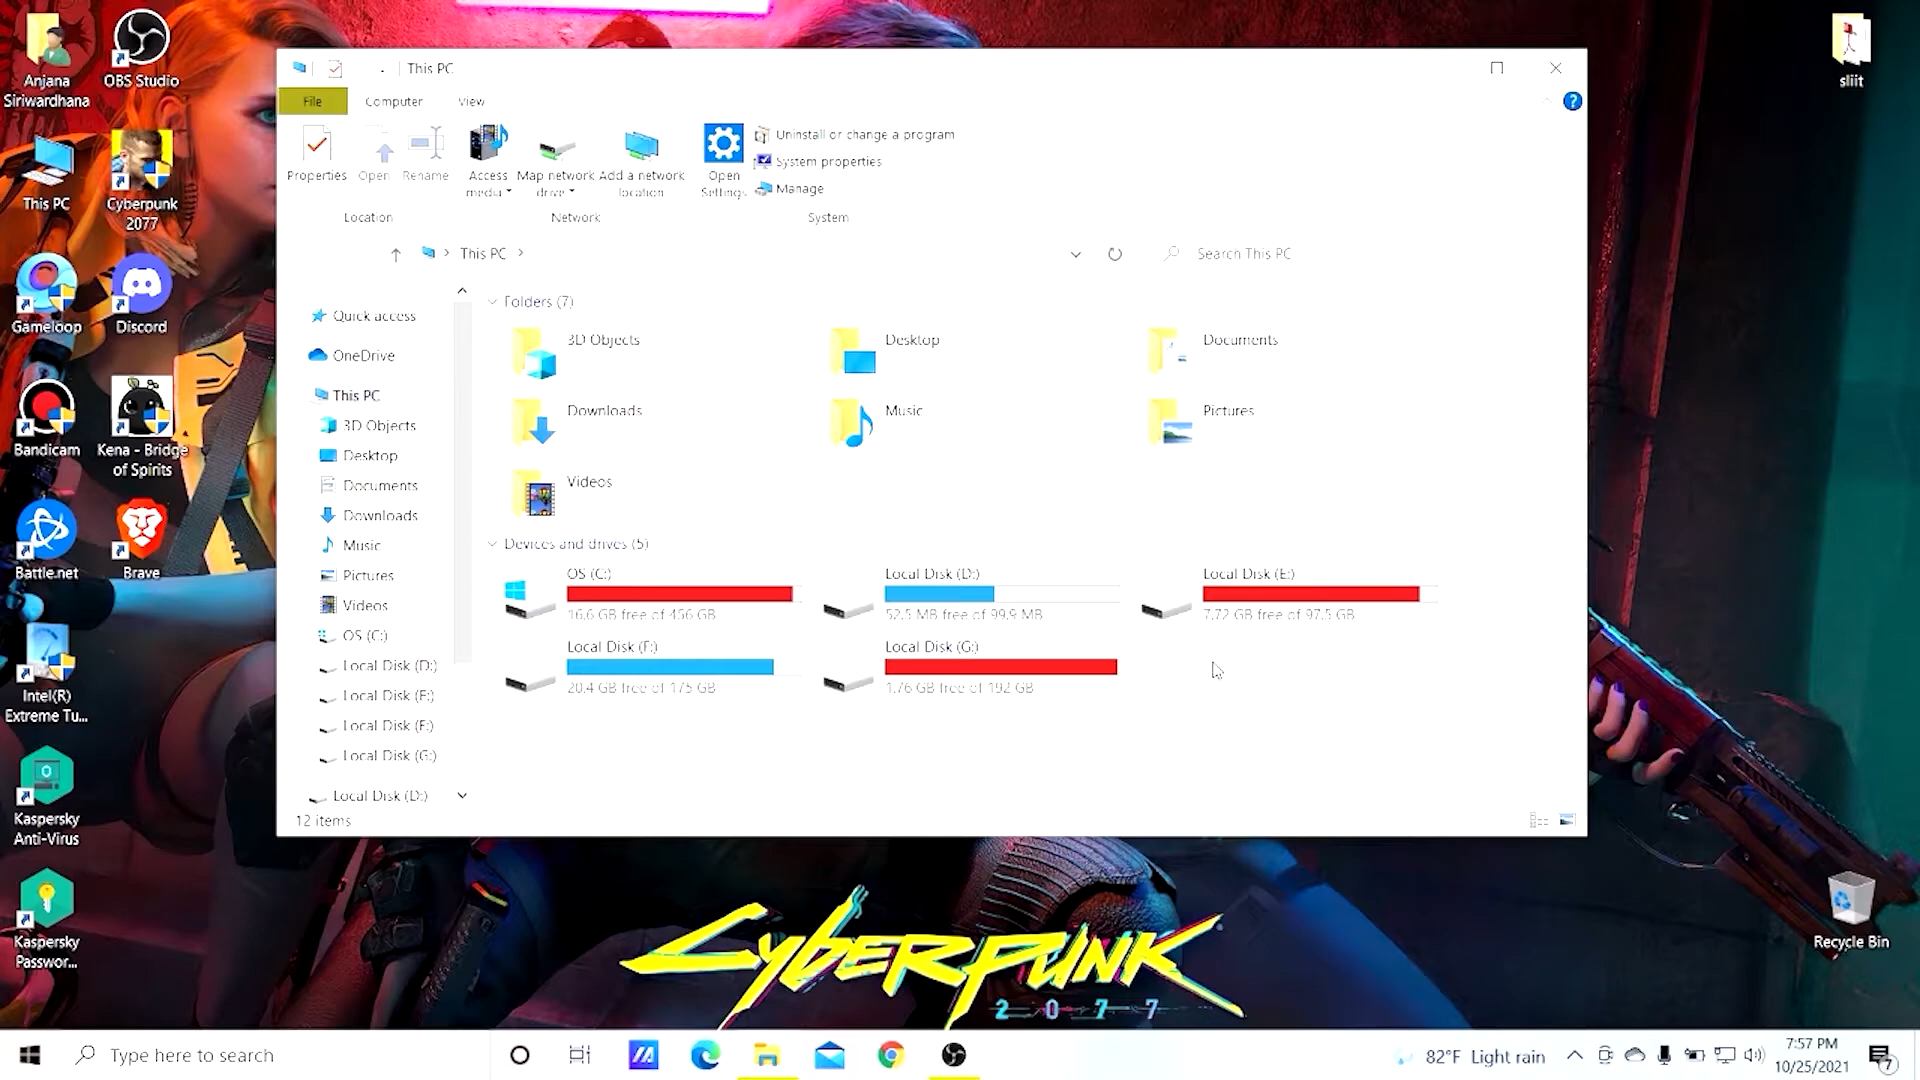 Anjana
Siriwardhana
OBS Studio
This PC
Cyberpunk
2077
Gameloop
Discord
Bandicam
Kena - Bridge
of Spirits
Battle.net
Brave
Intel(R)
Extreme Tu...
Kaspersky
Anti-Virus
Kaspersky
Passwor...
sliit
Recycle Bin
This PC
File
Computer
View
Properties
Open
Rename
Access
media
Map network
drive
Add a network
location
Open
Settings
Uninstall or change a program
System properties
Manage
Location
Network
System
This PC
Search This PC
Quick access
OneDrive
This PC
3D Objects
Desktop
Documents
Downloads
Music
Pictures
Videos
OS (C:)
Local Disk (D:)
Local Disk (E:)
Local Disk (F:)
Local Disk (G:)
Local Disk (D:)
12 items
Folders (7)
3D Objects
Desktop
Documents
Downloads
Music
Pictures
Videos
Devices and drives (5)
OS (C:)
16.6 GB free of 456 GB
Local Disk (D:)
52.5 MB free of 99.9 MB
Local Disk (E:)
7.72 GB free of 97.5 GB
Local Disk (F:)
20.4 GB free of 175 GB
Local Disk (G:)
1.76 GB free of 192 GB
Cyberpunk
2077
Type here to search
82°F Light rain
7:57 PM
10/25/2021
7